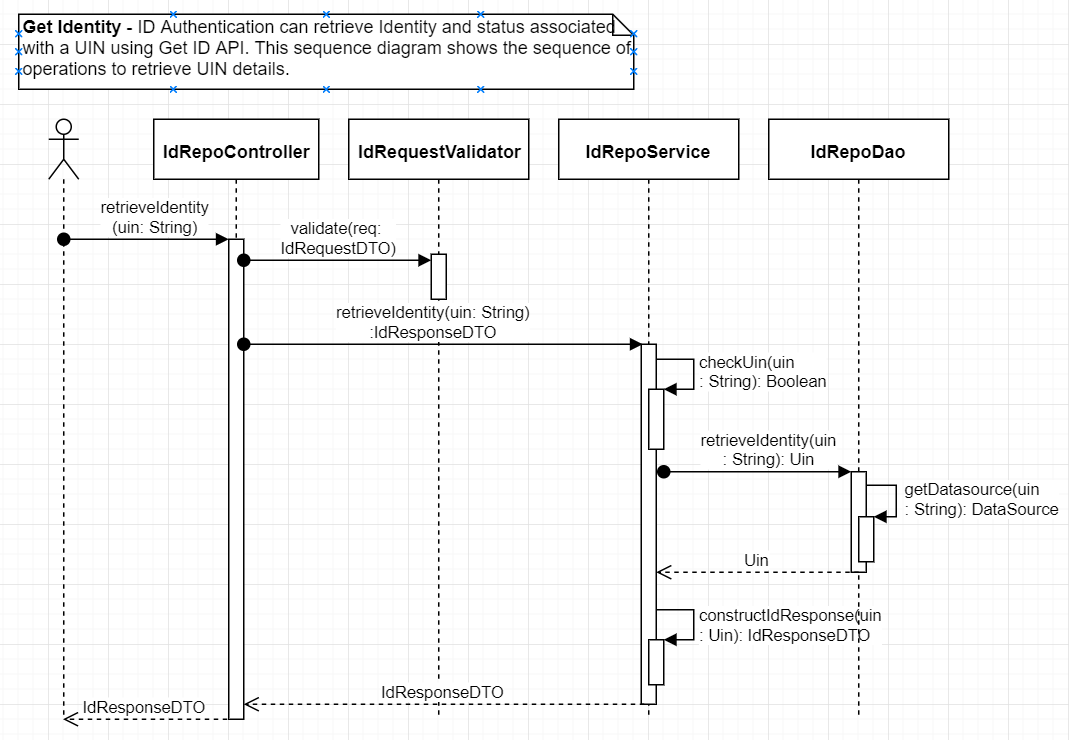 Get Identity - ID Authentication can retrieve Identity and status associated
with a UIN using Get ID API. This sequence diagram shows the sequence of
operations to retrieve UIN details.
IdRepoController
IdRequestValidator
IdRepoService
IdRepoDao
retrieveIdentity
(uin: String)
validate(req:
IdRequestDTO)
retrieveIdentity(uin: String)
:IdResponseDTO
checkUin(uin
: String): Boolean
retrieveIdentity(uin
: String): Uin
getDatasource(uin
: String): DataSource
Uin
constructIdResponse(uin
: Uin): IdResponseDTO
IdResponseDTO
IdResponseDTO